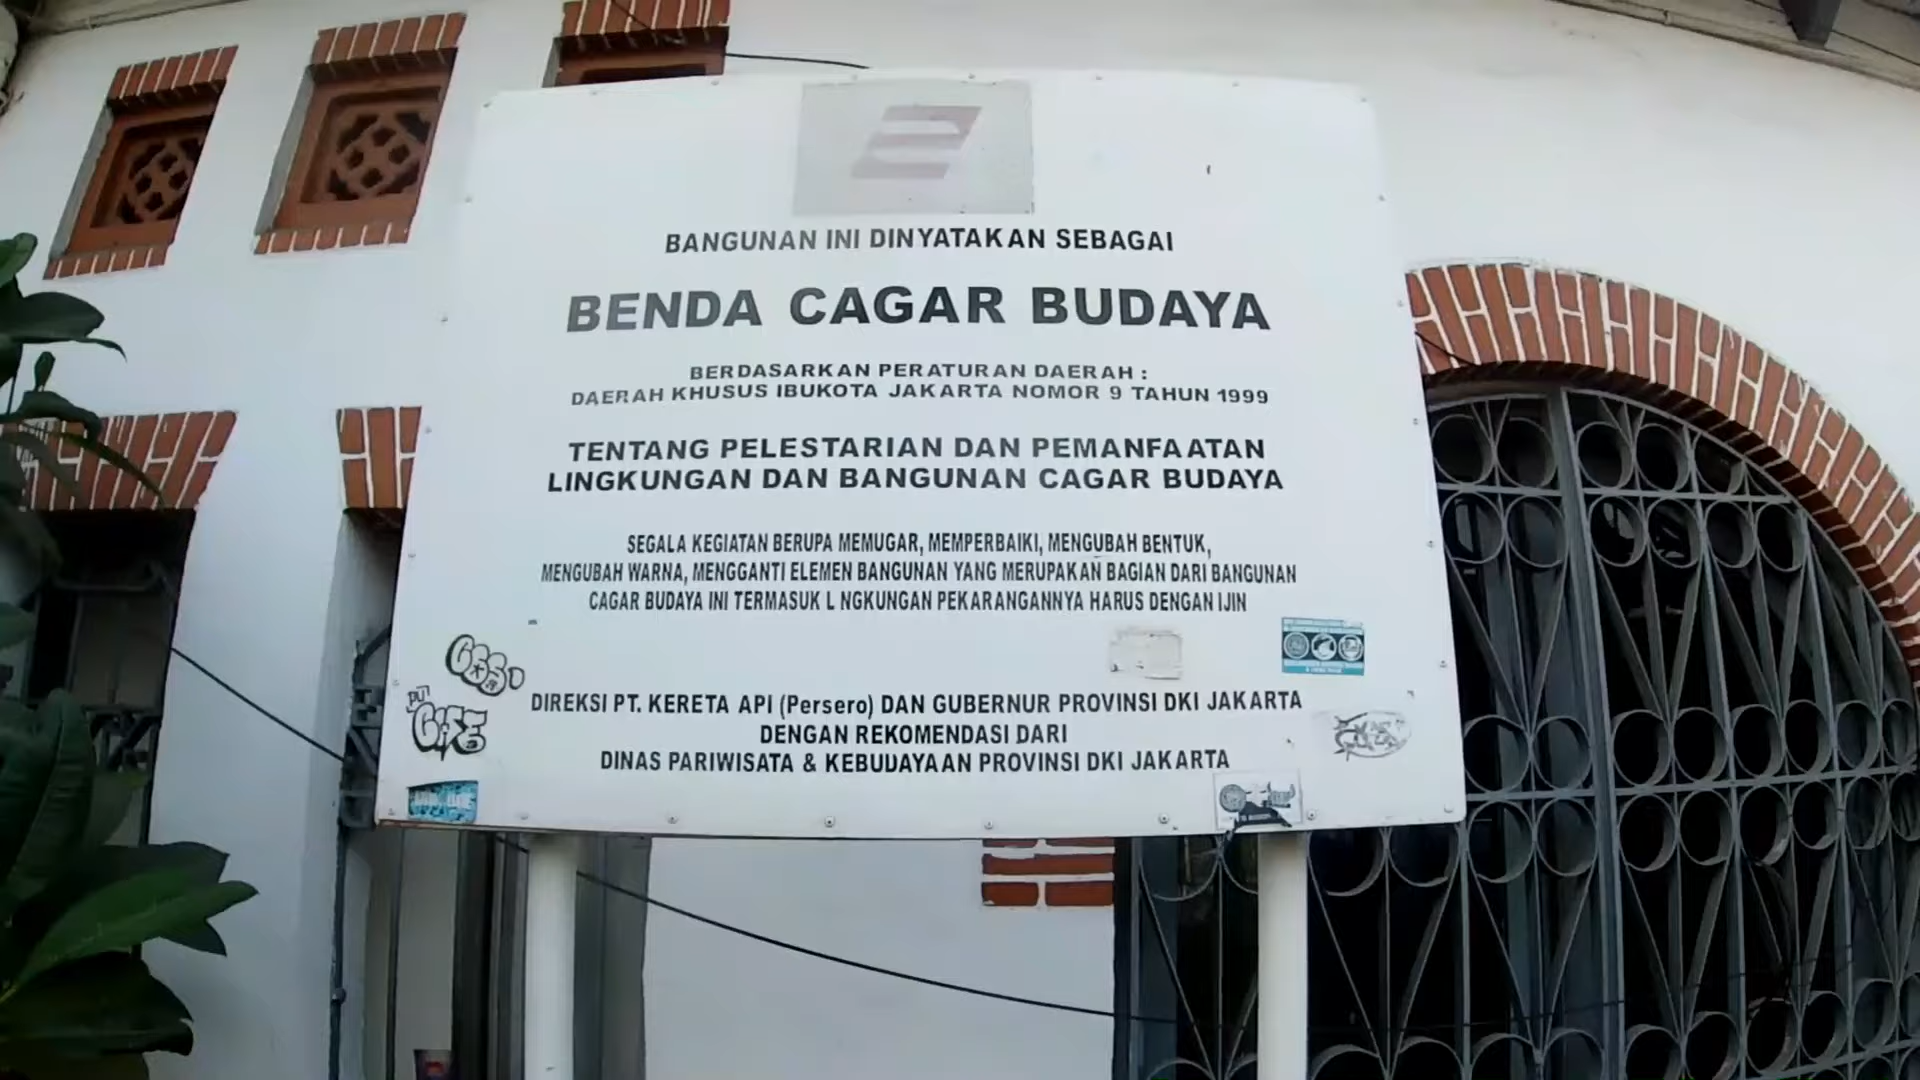 BANGUNAN INI DINYATAKAN SEBAGAI
BENDA CAGAR BUDAYA
BERDASARKAN PERATURAN DAERAH :
DAERAH KHUSUS IBUKOTA JAKARTA NOMOR 9 TAHUN 1999
TENTANG PELESTARIAN DAN PEMANFAATAN
LINGKUNGAN DAN BANGUNAN CAGAR BUDAYA
SEGALA KEGIATAN BERUPA MEMUGAR, MEMPERBAIKI, MENGUBAH BENTUK,
MENGUBAH WARNA, MENGGANTI ELEMEN BANGUNAN YANG MERUPAKAN BAGIAN DARI BANGUNAN
CAGAR BUDAYA INI TERMASUK L NGKUNGAN PEKARANGANNYA HARUS DENGAN IJIN
DIREKSI PT. KERETA API (Persero) DAN GUBERNUR PROVINSI DKI JAKARTA
DENGAN REKOMENDASI DARI
DINAS PARIWISATA & KEBUDAYAAN PROVINSI DKI JAKARTA